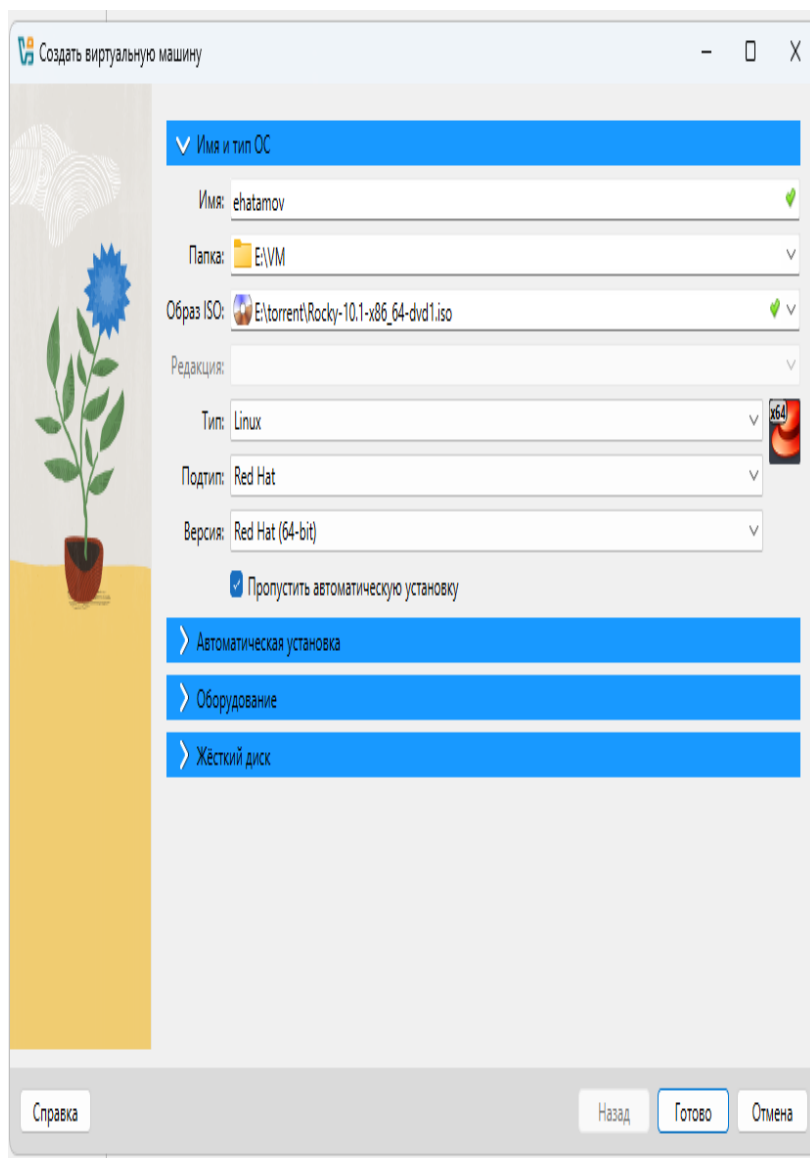 Создать виртуальную машину
Имя и тип ОС
Имя: ehatamov
Папка: E:\VM
Образ ISO: E:\torrent\Rocky-10.1-x86_64-dvd1.iso
Редакция:
Тип: Linux
x64
Подтип: Red Hat
Версия: Red Hat (64-bit)
Пропустить автоматическую установку
Автоматическая установка
Оборудование
Жёсткий диск
Справка
Назад
Готово
Отмена